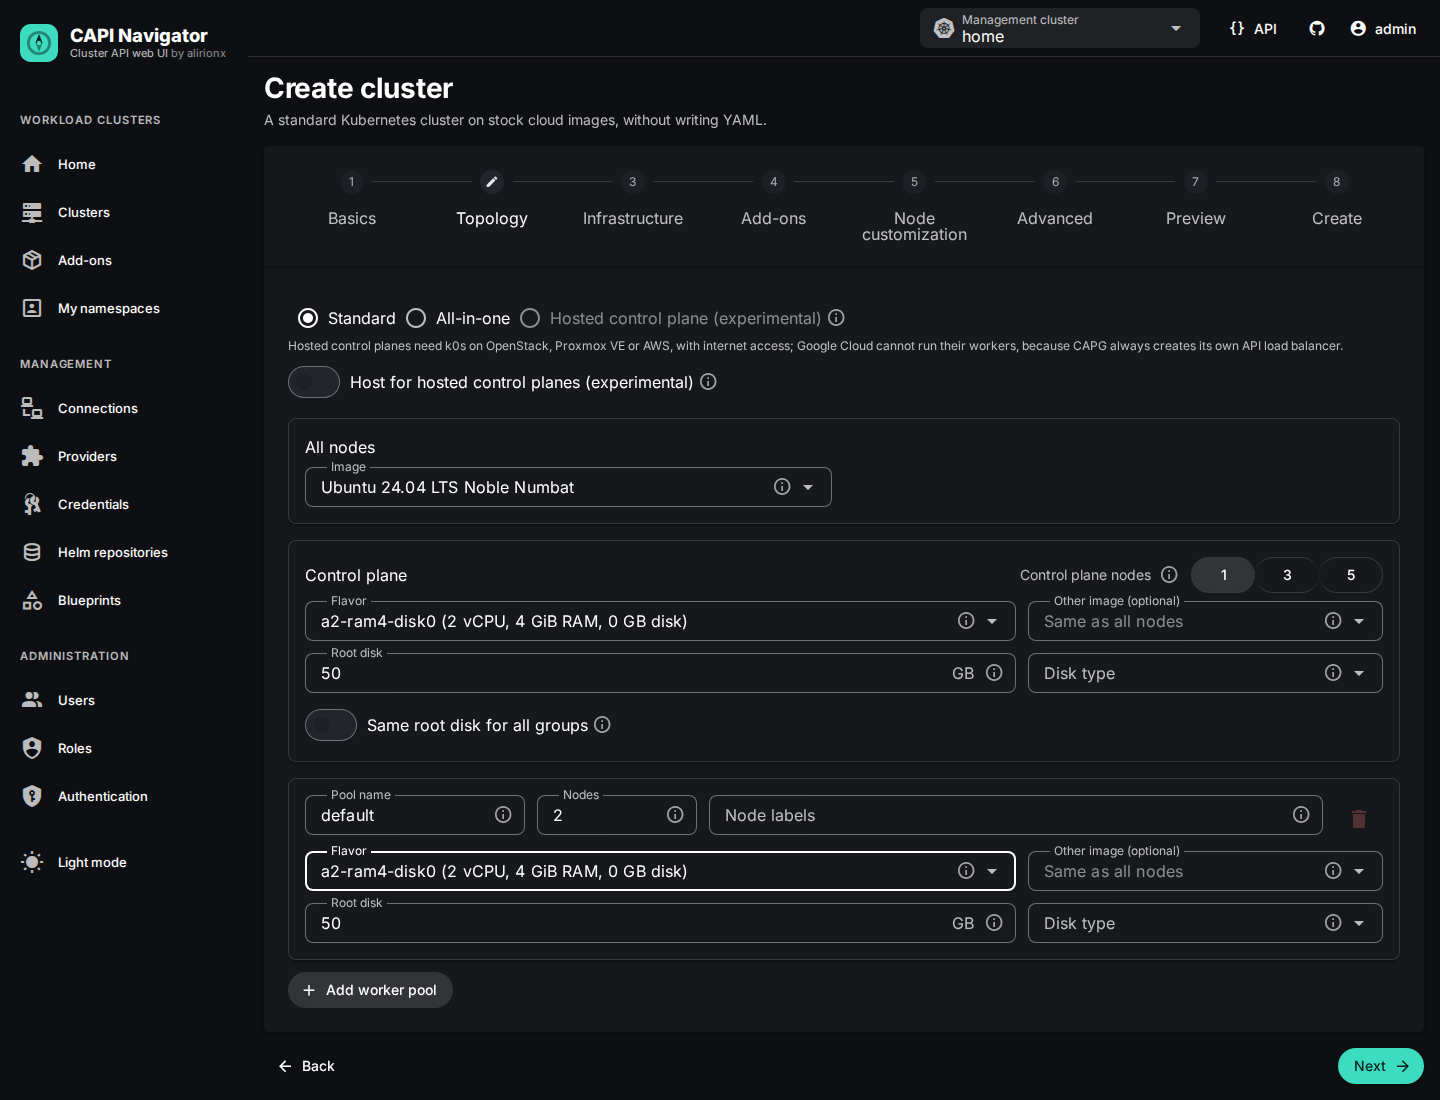 CAPI Navigator
Cluster API web UI by alirionx
Management cluster
home
API
admin
WORKLOAD CLUSTERS
Home
Clusters
Add-ons
My namespaces
MANAGEMENT
Connections
Providers
Credentials
Helm repositories
Blueprints
ADMINISTRATION
Users
Roles
Authentication
Light mode
Create cluster
A standard Kubernetes cluster on stock cloud images, without writing YAML.
1
Basics
Topology
3
Infrastructure
4
Add-ons
5
Node
customization
6
Advanced
7
Preview
8
Create
Standard
All-in-one
Hosted control plane (experimental)
Hosted control planes need k0s on OpenStack, Proxmox VE or AWS, with internet access; Google Cloud cannot run their workers, because CAPG always creates its own API load balancer.
Host for hosted control planes (experimental)
All nodes
Image
Ubuntu 24.04 LTS Noble Numbat
Control plane
Control plane nodes
1
3
5
Flavor
a2-ram4-disk0 (2 vCPU, 4 GiB RAM, 0 GB disk)
Other image (optional)
Same as all nodes
Root disk
50
GB
Disk type
Same root disk for all groups
Pool name
default
Nodes
2
Node labels
Flavor
a2-ram4-disk0 (2 vCPU, 4 GiB RAM, 0 GB disk)
Other image (optional)
Same as all nodes
Root disk
50
GB
Disk type
Add worker pool
Back
Next